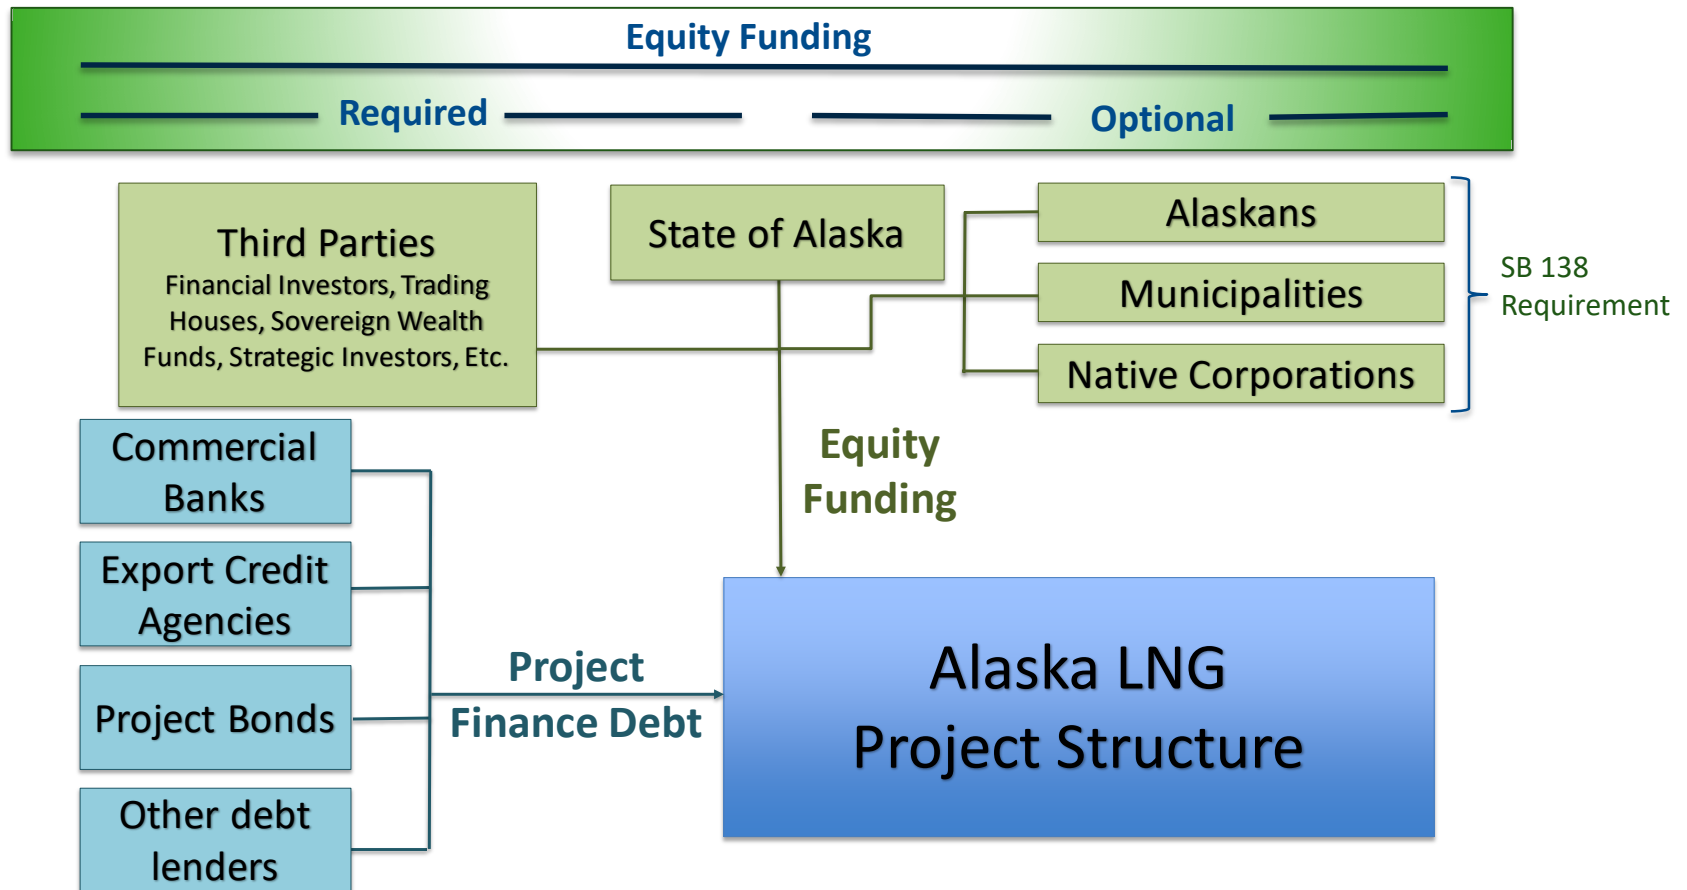 Equity Funding
Required
Optional
Third Parties
Financial Investors, Trading
Houses, Sovereign Wealth
Funds, Strategic Investors, Etc.
State of Alaska
Alaskans
Municipalities
Native Corporations
SB 138
Requirement
Commercial
Banks
Export Credit
Agencies
Project Bonds
Other debt
lenders
Equity
Funding
Project
Finance Debt
Alaska LNG
Project Structure